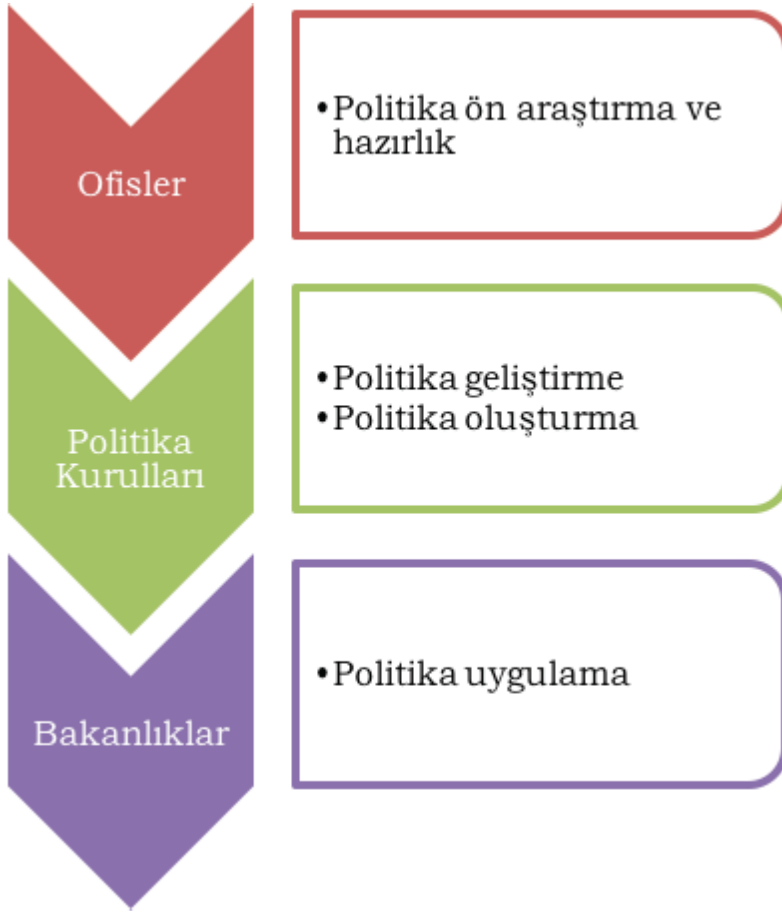 Ofisler
•Politika ön araştırma ve
hazırlık
Politika
Kurulları
•Politika geliştirme
•Politika oluşturma
Bakanlıklar
•Politika uygulama